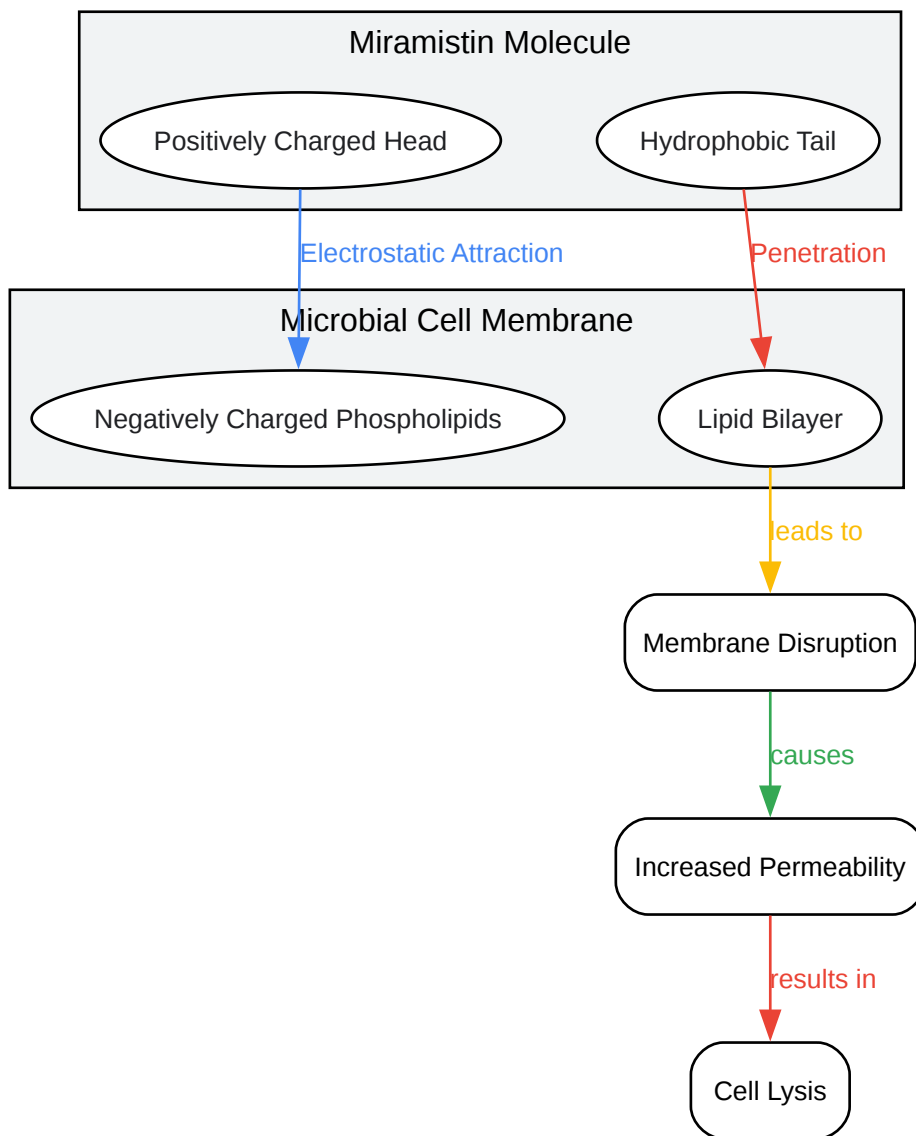 Miramistin Molecule
Positively Charged Head
Hydrophobic Tail
Electrostatic Attraction
Penetration
Microbial Cell Membrane
Negatively Charged Phospholipids
Lipid Bilayer
leads to
Membrane Disruption
causes
Increased Permeability
results in
Cell Lysis